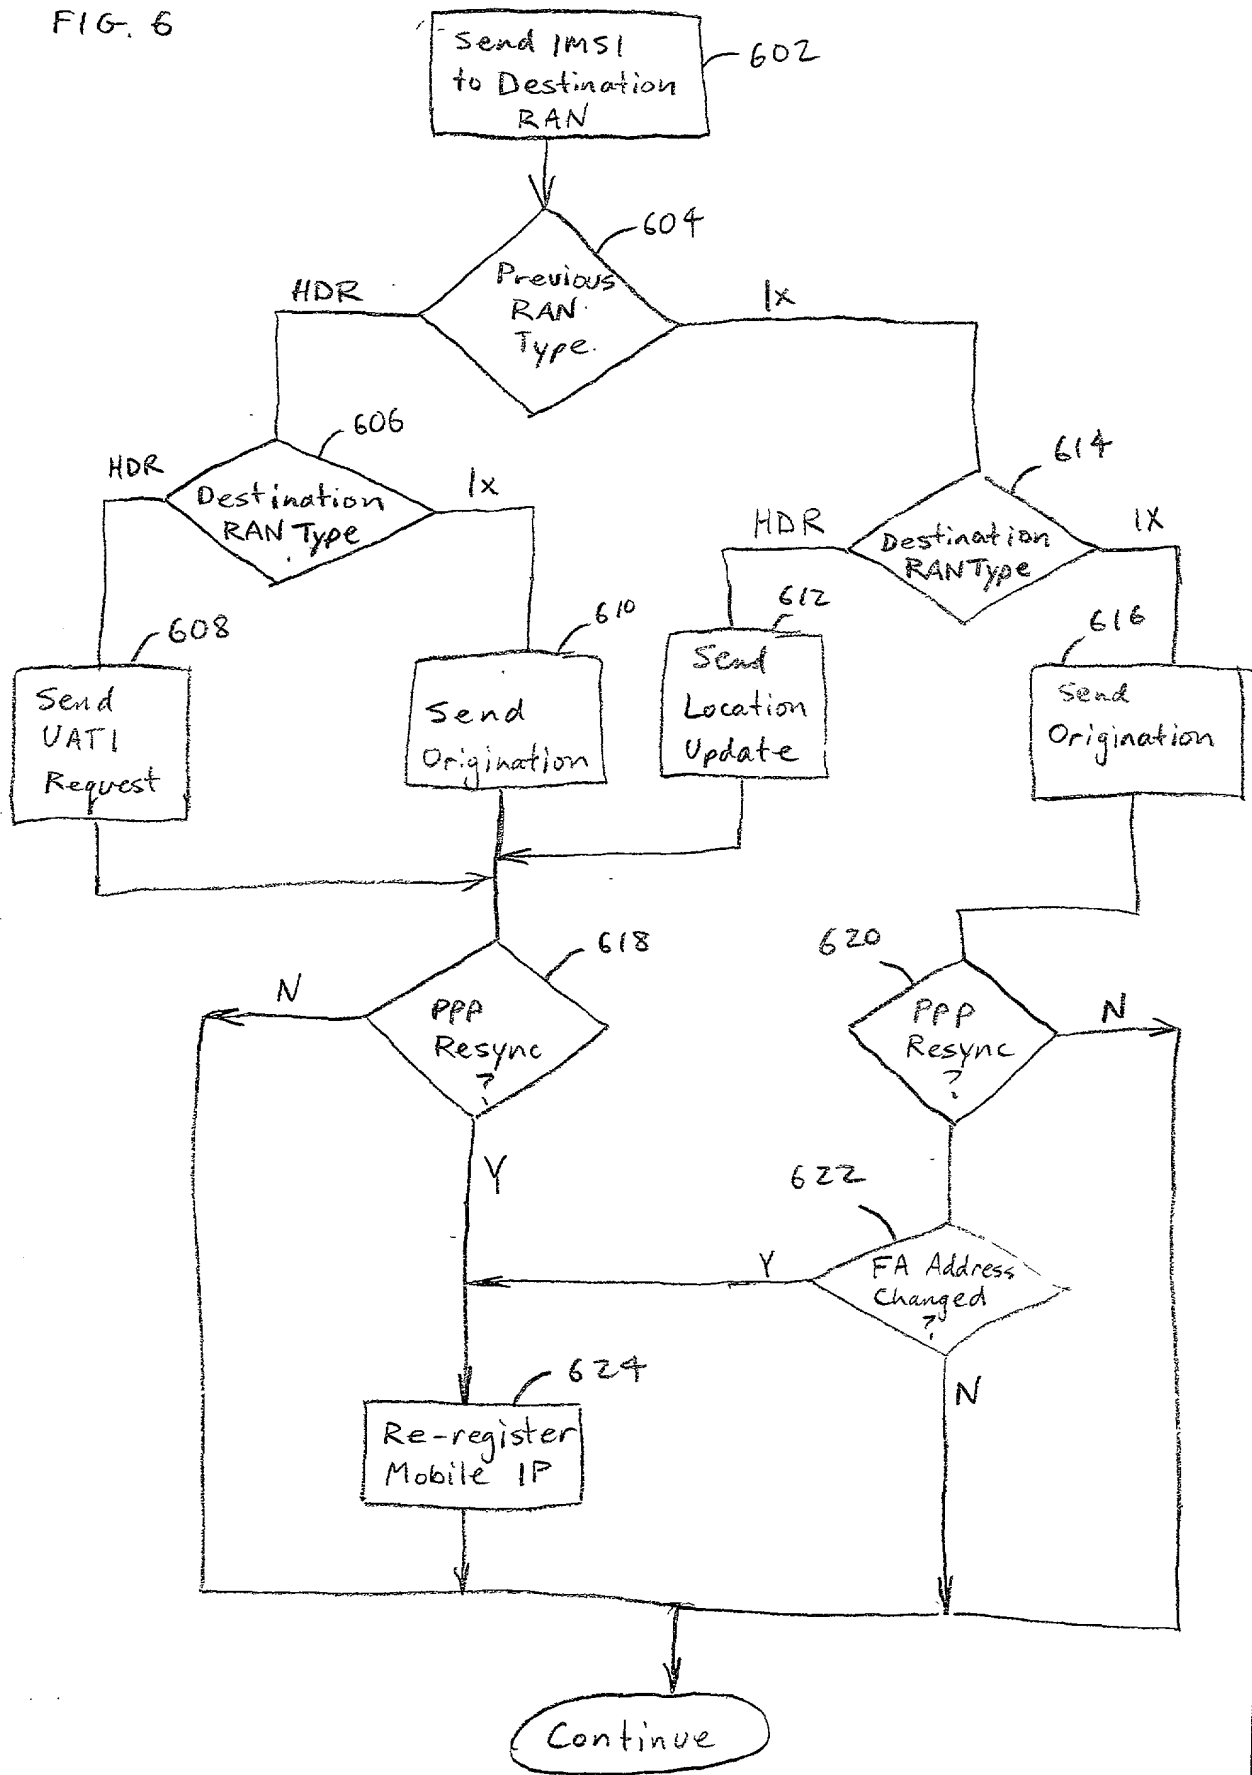 FIG. 6
Send IMSI
to Destination
RAN
602
604
Previous
RAN
Type.
HDR
1x
606
HDR
Destination
RAN Type
1x
614
HDR
Destination
RAN Type
1X
608
Send
UATI
Request
610
Send
Origination
612
Send
Location
Update
616
Send
Origination
618
N
PPP
Resync
?
Y
620
PPP
Resync
?
N
622
Y
FA Address
Changed
?
N
624
Re-register
Mobile IP
Continue